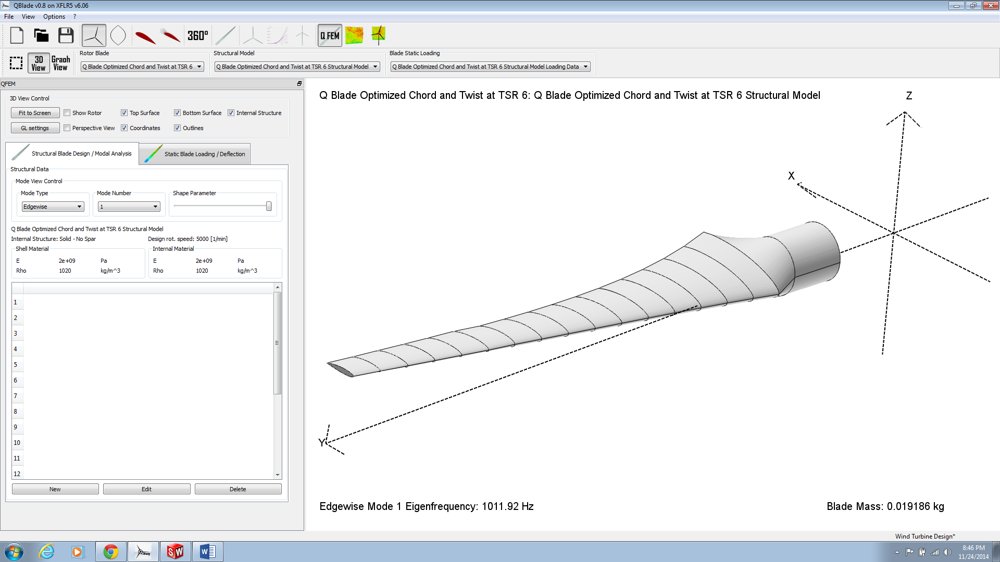 QBlade v0.8 on XFLR5 v6.06
File View Options ?
360° Q FEM
3D View
Graph View
Rotor Blade
Q Blade Optimized Chord and Twist at TSR 6
Structural Model
Q Blade Optimized Chord and Twist at TSR 6 Structural Model
Blade Static Loading
Q Blade Optimized Chord and Twist at TSR 6 Structural Model Loading Data
QFEM
3D View Control
Fit to Screen Show Rotor Top Surface Bottom Surface Internal Structure
GL settings Perspective View Coordinates Outlines
Structural Blade Design / Modal Analysis Static Blade Loading / Deflection
Structural Data
Mode View Control
Mode Type Mode Number Shape Parameter
Edgewise 1
Q Blade Optimized Chord and Twist at TSR 6 Structural Model
Internal Structure: Solid - No Spar Design rot. speed: 5000 [1/min]
Shell Material Internal Material
E 2e+09 Pa E 2e+09 Pa
Rho 1020 kg/m^3 Rho 1020 kg/m^3
1
2
3
4
5
6
7
8
9
10
11
12
New Edit Delete
Q Blade Optimized Chord and Twist at TSR 6: Q Blade Optimized Chord and Twist at TSR 6 Structural Model
Z
X
Y
Edgewise Mode 1 Eigenfrequency: 1011.92 Hz Blade Mass: 0.019186 kg
Wind Turbine Design*
Blade SW W
8:46 PM
11/24/2014